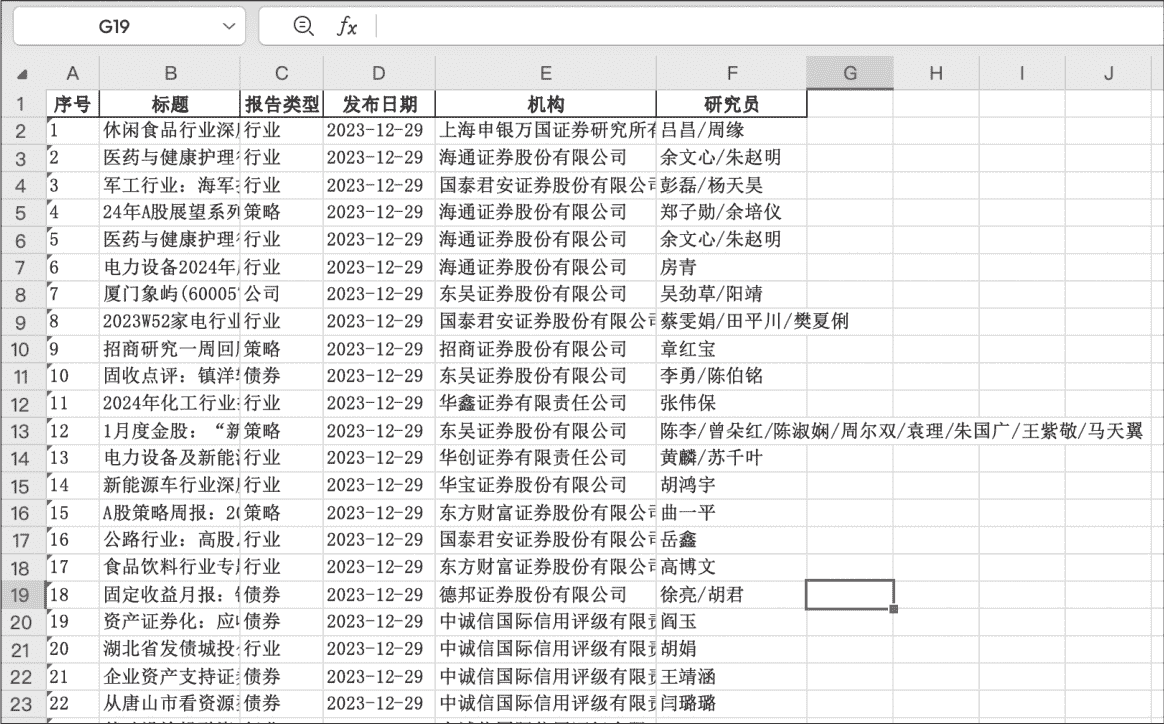 G19 fx
A B C D E F G H I J
1 序号 标题 报告类型 发布日期 机构 研究员
2 1 休闲食品行业深 行业 2023-12-29 上海申银万国证券研究所 吕昌/周缘
3 2 医药与健康护理 行业 2023-12-29 海通证券股份有限公司 余文心/朱赵明
4 3 军工行业：海军 行业 2023-12-29 国泰君安证券股份有限公司 彭磊/杨天昊
5 4 24年A股展望系列 策略 2023-12-29 海通证券股份有限公司 郑子勋/余培仪
6 5 医药与健康护理 行业 2023-12-29 海通证券股份有限公司 余文心/朱赵明
7 6 电力设备2024年 行业 2023-12-29 海通证券股份有限公司 房青
8 7 厦门象屿(60005 公司 2023-12-29 东吴证券股份有限公司 吴劲草/阳靖
9 8 2023W52家电行业 行业 2023-12-29 国泰君安证券股份有限公司 蔡雯娟/田平川/樊夏俐
10 9 招商研究一周回 策略 2023-12-29 招商证券股份有限公司 章红宝
11 10 固收点评：镇洋 债券 2023-12-29 东吴证券股份有限公司 李勇/陈伯铭
12 11 2024年化工行业 行业 2023-12-29 华鑫证券有限责任公司 张伟保
13 12 1月度金股：“新 策略 2023-12-29 东吴证券股份有限公司 陈李/曾朵红/陈淑娴/周尔双/袁理/朱国广/王紫敬/马天翼
14 13 电力设备及新能 行业 2023-12-29 华创证券有限责任公司 黄麟/苏千叶
15 14 新能源车行业深 行业 2023-12-29 华宝证券股份有限公司 胡鸿宇
16 15 A股策略周报：20 策略 2023-12-29 东方财富证券股份有限公司 曲一平
17 16 公路行业：高股 行业 2023-12-29 国泰君安证券股份有限公司 岳鑫
18 17 食品饮料行业专 行业 2023-12-29 东方财富证券股份有限公司 高博文
19 18 固定收益月报： 债券 2023-12-29 德邦证券股份有限公司 徐亮/胡君
20 19 资产证券化：应 债券 2023-12-29 中诚信国际信用评级有限 阎玉
21 20 湖北省发债城投 行业 2023-12-29 中诚信国际信用评级有限 胡娟
22 21 企业资产支持证 债券 2023-12-29 中诚信国际信用评级有限 王靖涵
23 22 从唐山市看资源 债券 2023-12-29 中诚信国际信用评级有限 闫璐璐